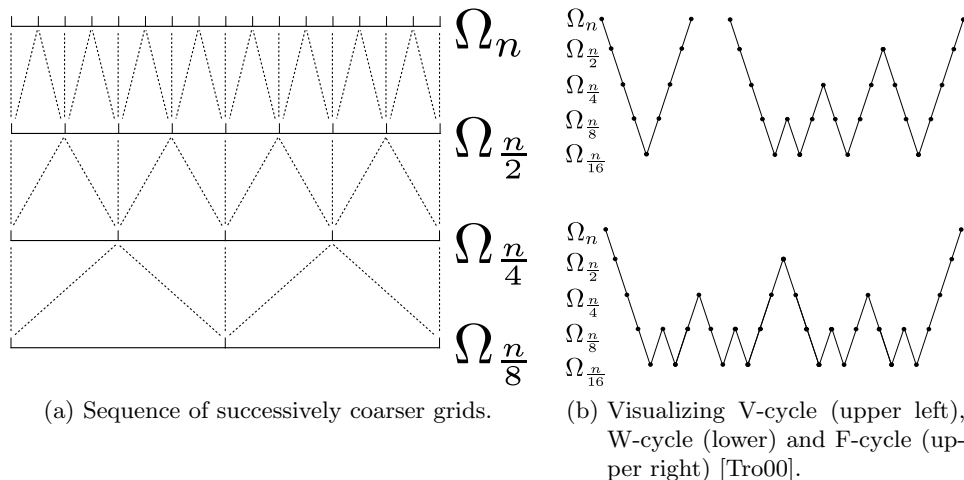 Ω_n
Ω_{n/2}
Ω_{n/4}
Ω_{n/8}
(a) Sequence of successively coarser grids.
Ω_n
Ω_{n/2}
Ω_{n/4}
Ω_{n/8}
Ω_{n/16}
Ω_n
Ω_{n/2}
Ω_{n/4}
Ω_{n/8}
Ω_{n/16}
(b) Visualizing V-cycle (upper left),
W-cycle (lower) and F-cycle (up-
per right) [Tro00].